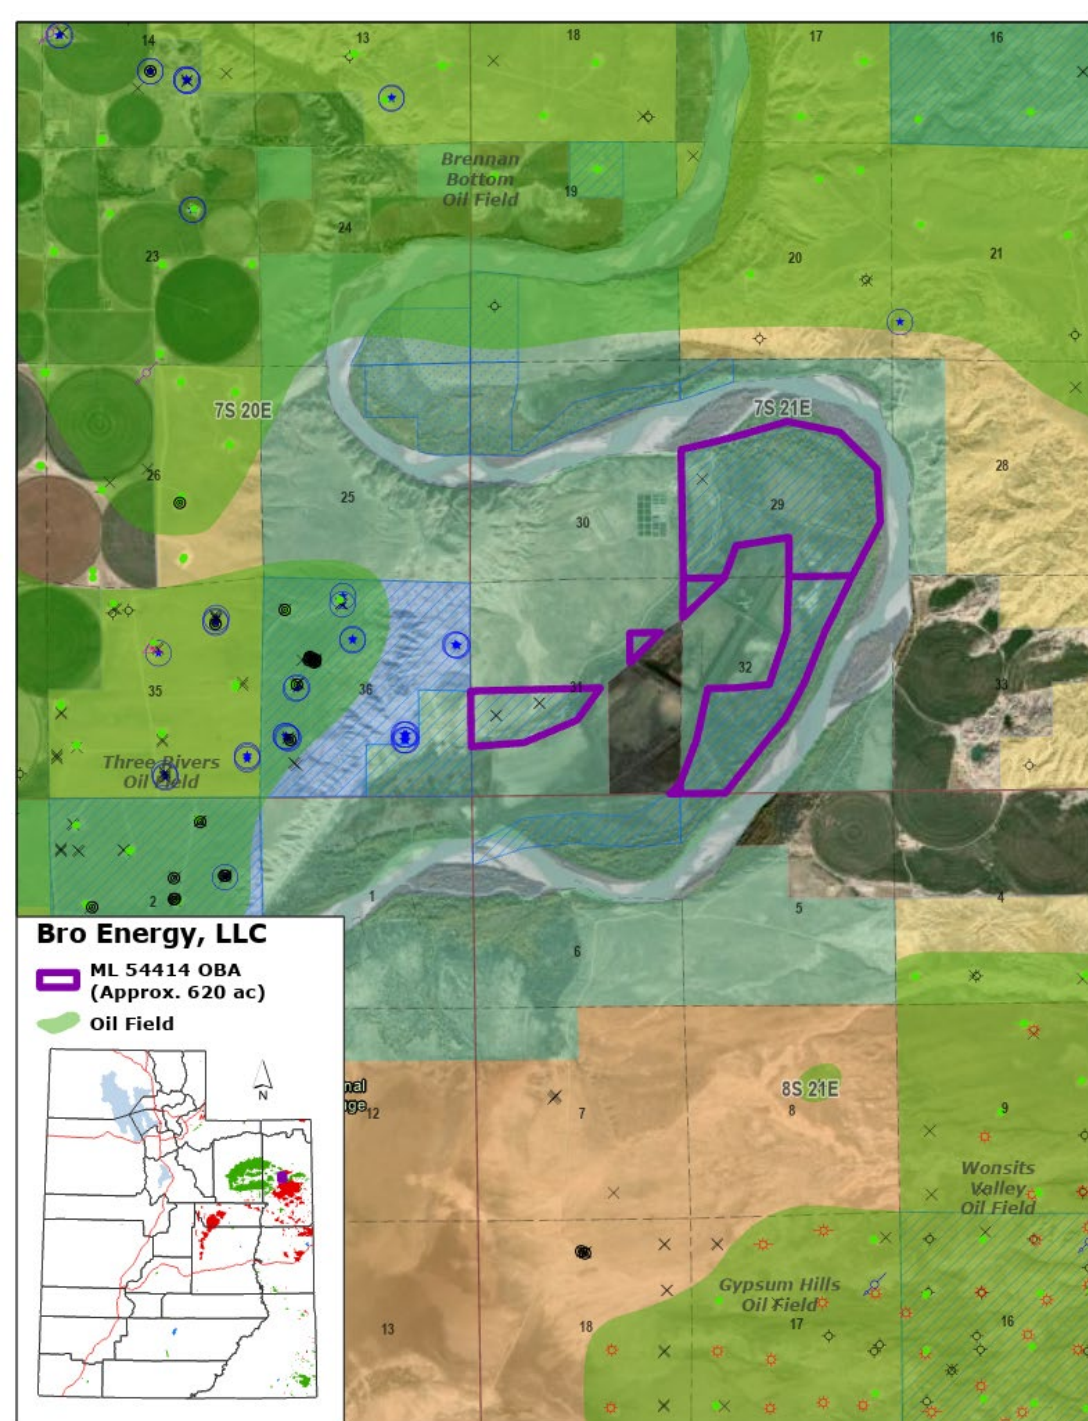 14
13
18
17
16
Brennan
Bottom
Oil Field
19
24
23
20
21
7S 20E
7S 21E
26
25
30
29
28
35
36
31
32
33
Three Rivers
Oil Field
2
1
6
5
4
Bro Energy, LLC
ML 54414 OBA
(Approx. 620 ac)
Oil Field
N
nal
ge
12
7
8S 21E
8
9
Wonsits
Valley
Oil Field
Gypsum Hills
Oil Field
13
18
17
16